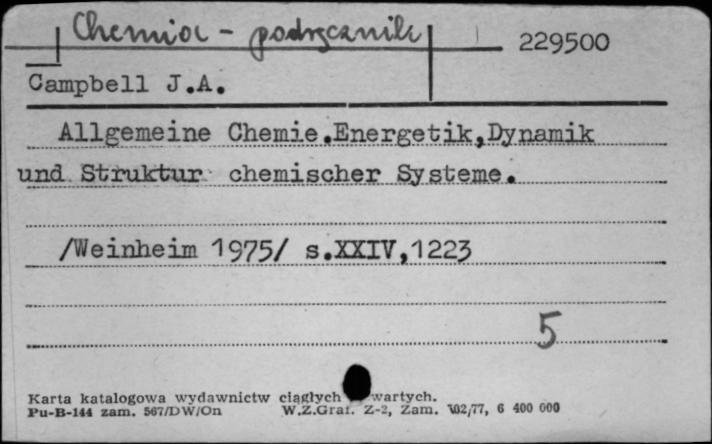 Chemia - podręcznik
229500
Campbell J.A.
Allgemeine Chemie.Energetik,Dynamik
und Struktur chemischer Systeme.
/Weinheim 1975/ s.XXIV,1223
5
Karta katalogowa wydawnictw ciągłych wartych.
Pu-B-144 zam. 567/DW/On W.Z.Graf. Z-2, Zam. 102/77, 6 400 000